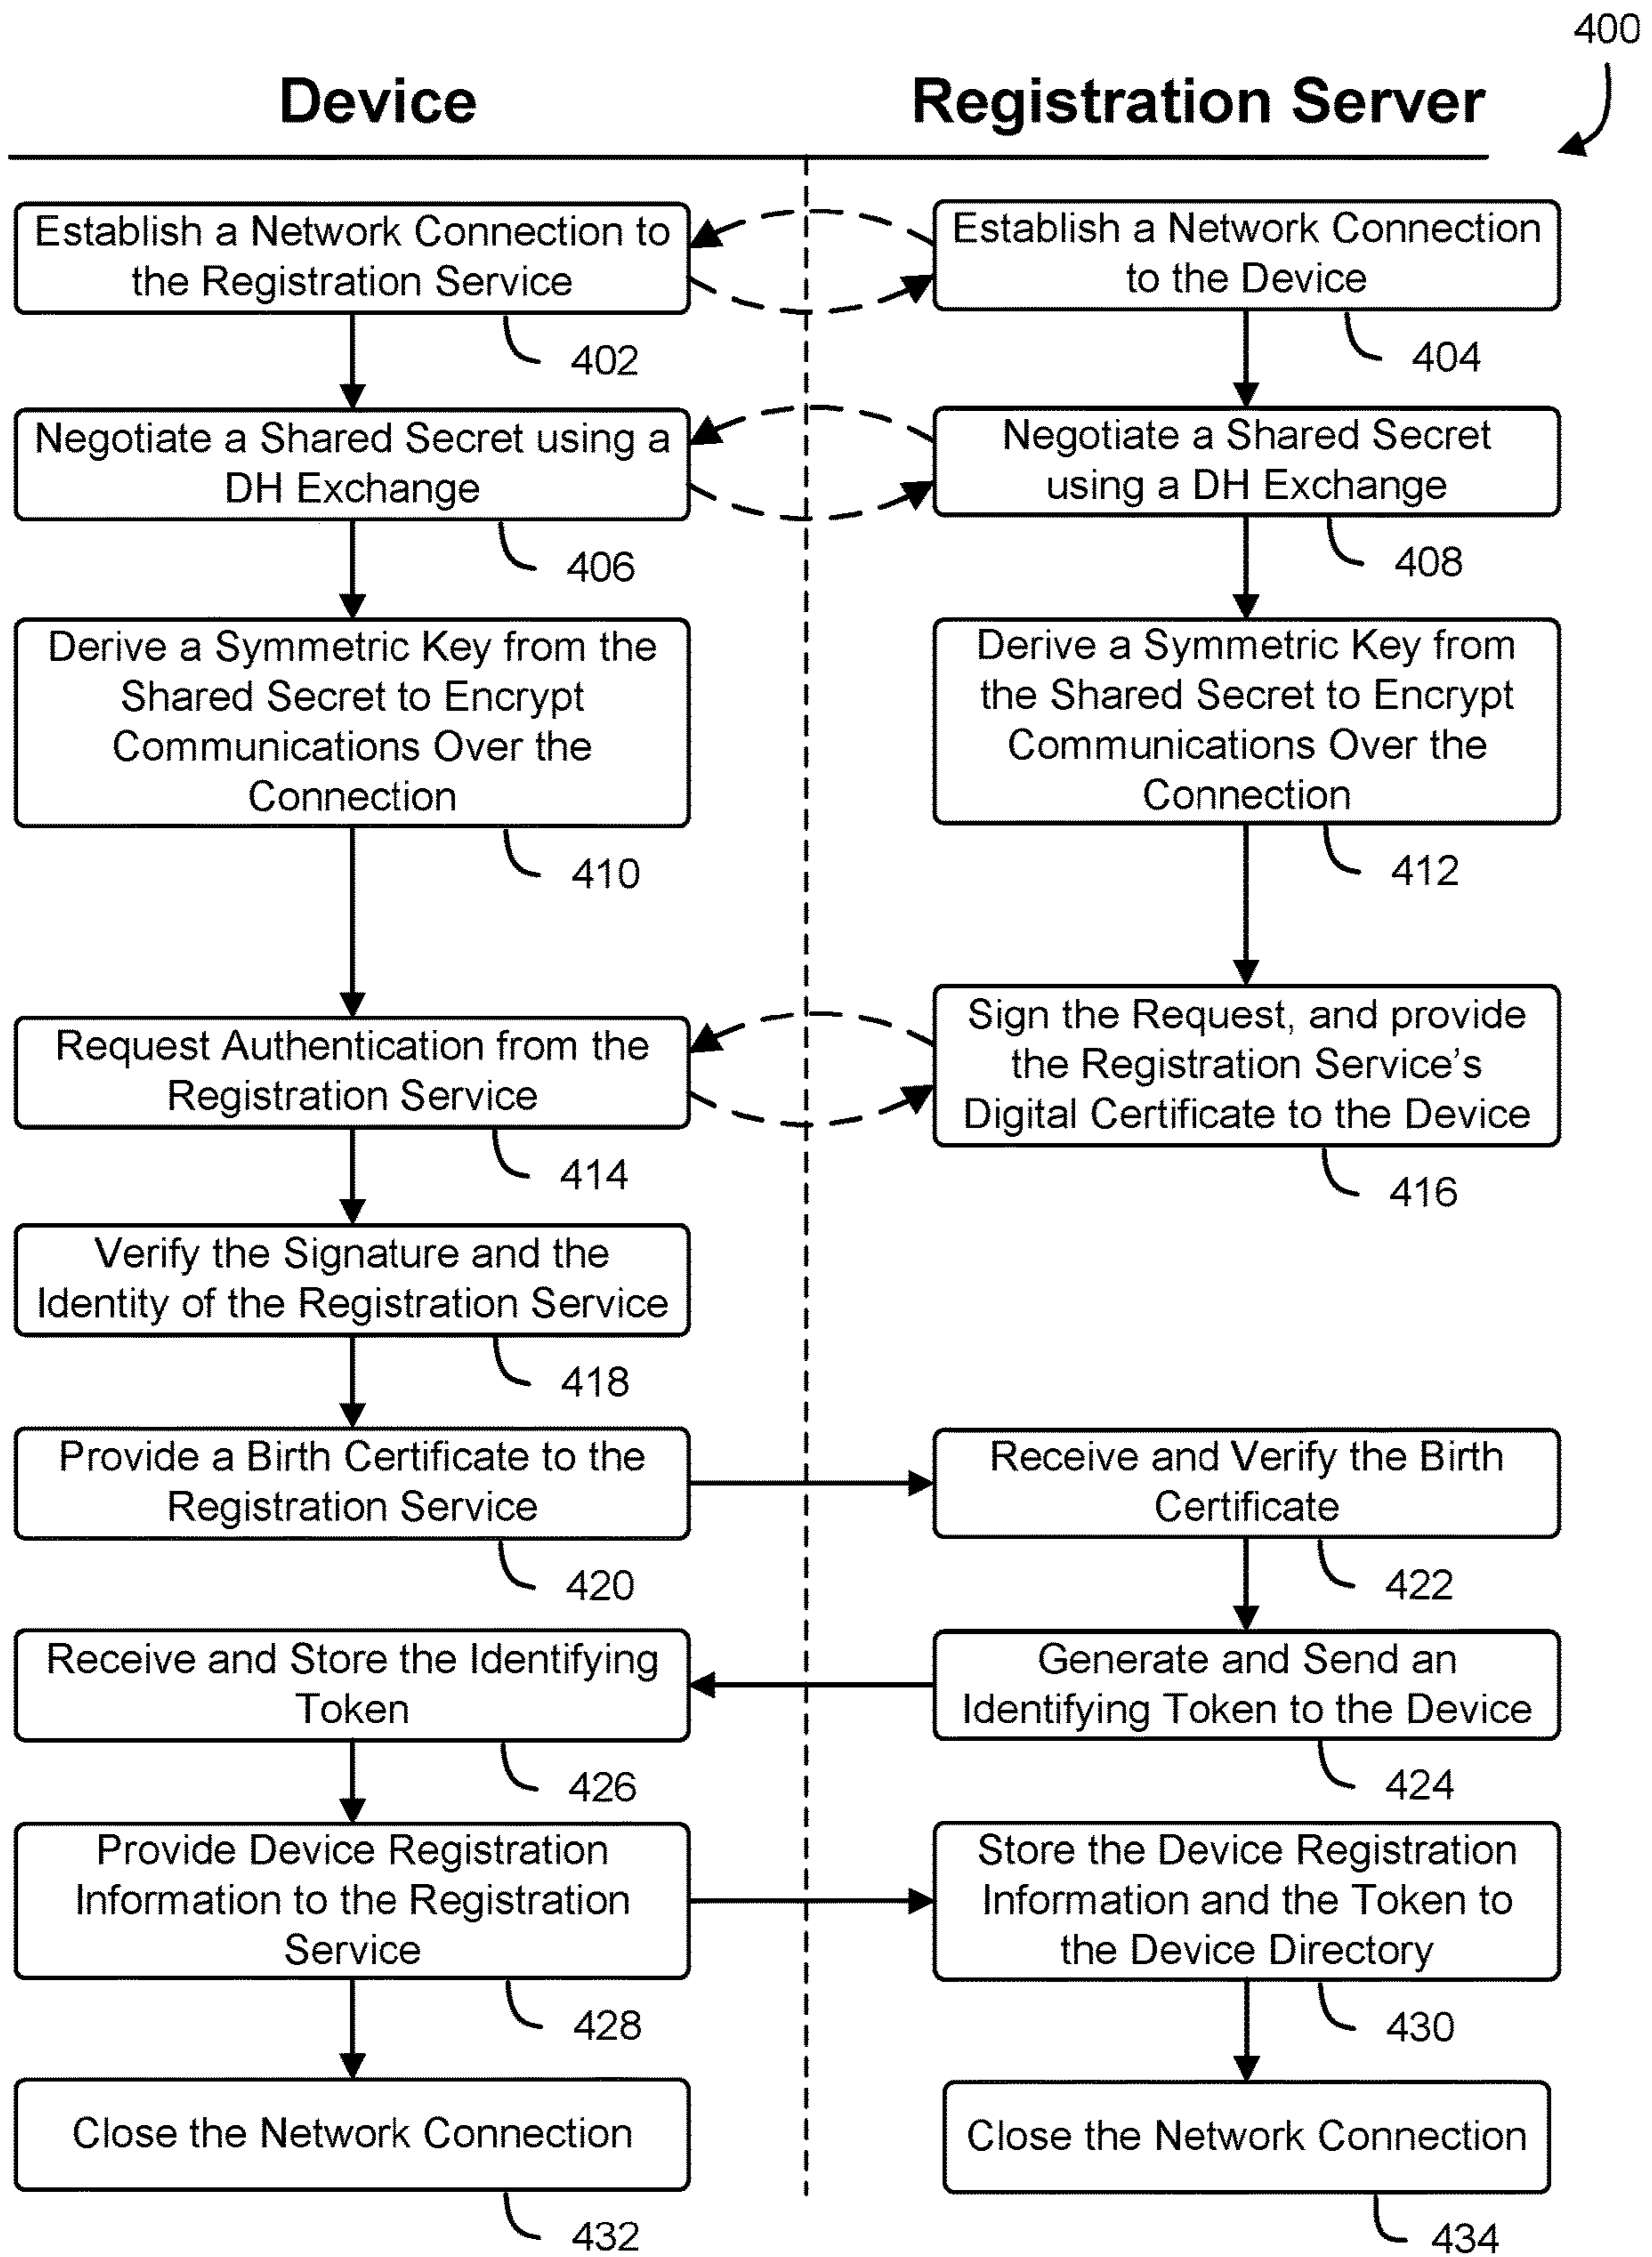 400
Device
Registration Server
Establish a Network Connection to
the Registration Service
402
Establish a Network Connection
to the Device
404
Negotiate a Shared Secret using a
DH Exchange
406
Negotiate a Shared Secret
using a DH Exchange
408
Derive a Symmetric Key from the
Shared Secret to Encrypt
Communications Over the
Connection
410
Derive a Symmetric Key from
the Shared Secret to Encrypt
Communications Over the
Connection
412
Request Authentication from the
Registration Service
414
Sign the Request, and provide
the Registration Service's
Digital Certificate to the Device
416
Verify the Signature and the
Identity of the Registration Service
418
Provide a Birth Certificate to the
Registration Service
420
Receive and Verify the Birth
Certificate
422
Receive and Store the Identifying
Token
426
Generate and Send an
Identifying Token to the Device
424
Provide Device Registration
Information to the Registration
Service
428
Store the Device Registration
Information and the Token to
the Device Directory
430
Close the Network Connection
432
Close the Network Connection
434